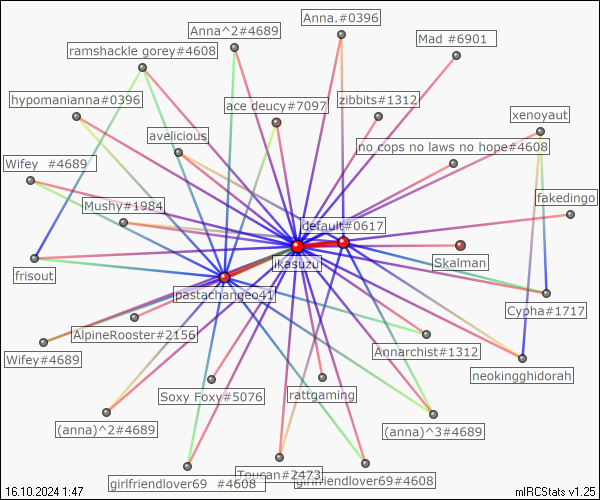 Anna.#0396
Anna^2#4689
Mad #6901
ramshackle gorey#4608
hypomanianna#0396
ace deucy#7097
zibbits#1312
xenoyaut
avelicious
no cops no laws no hope#4608
Wifey #4689
fakedingo
Mushy#1984
default#0617
ikasuzu
Skalman
frisout
pastachangeo41
Cypha#1717
AlpineRooster#2156
Annarchist#1312
Wifey#4689
neokingghidorah
Soxy Foxy#5076
rattgaming
(anna)^2#4689
(anna)^3#4689
Toucan#2473
girlfriendlover69 #4608
girlfriendlover69#4608
16.10.2024 1:47
mIRCStats v1.25